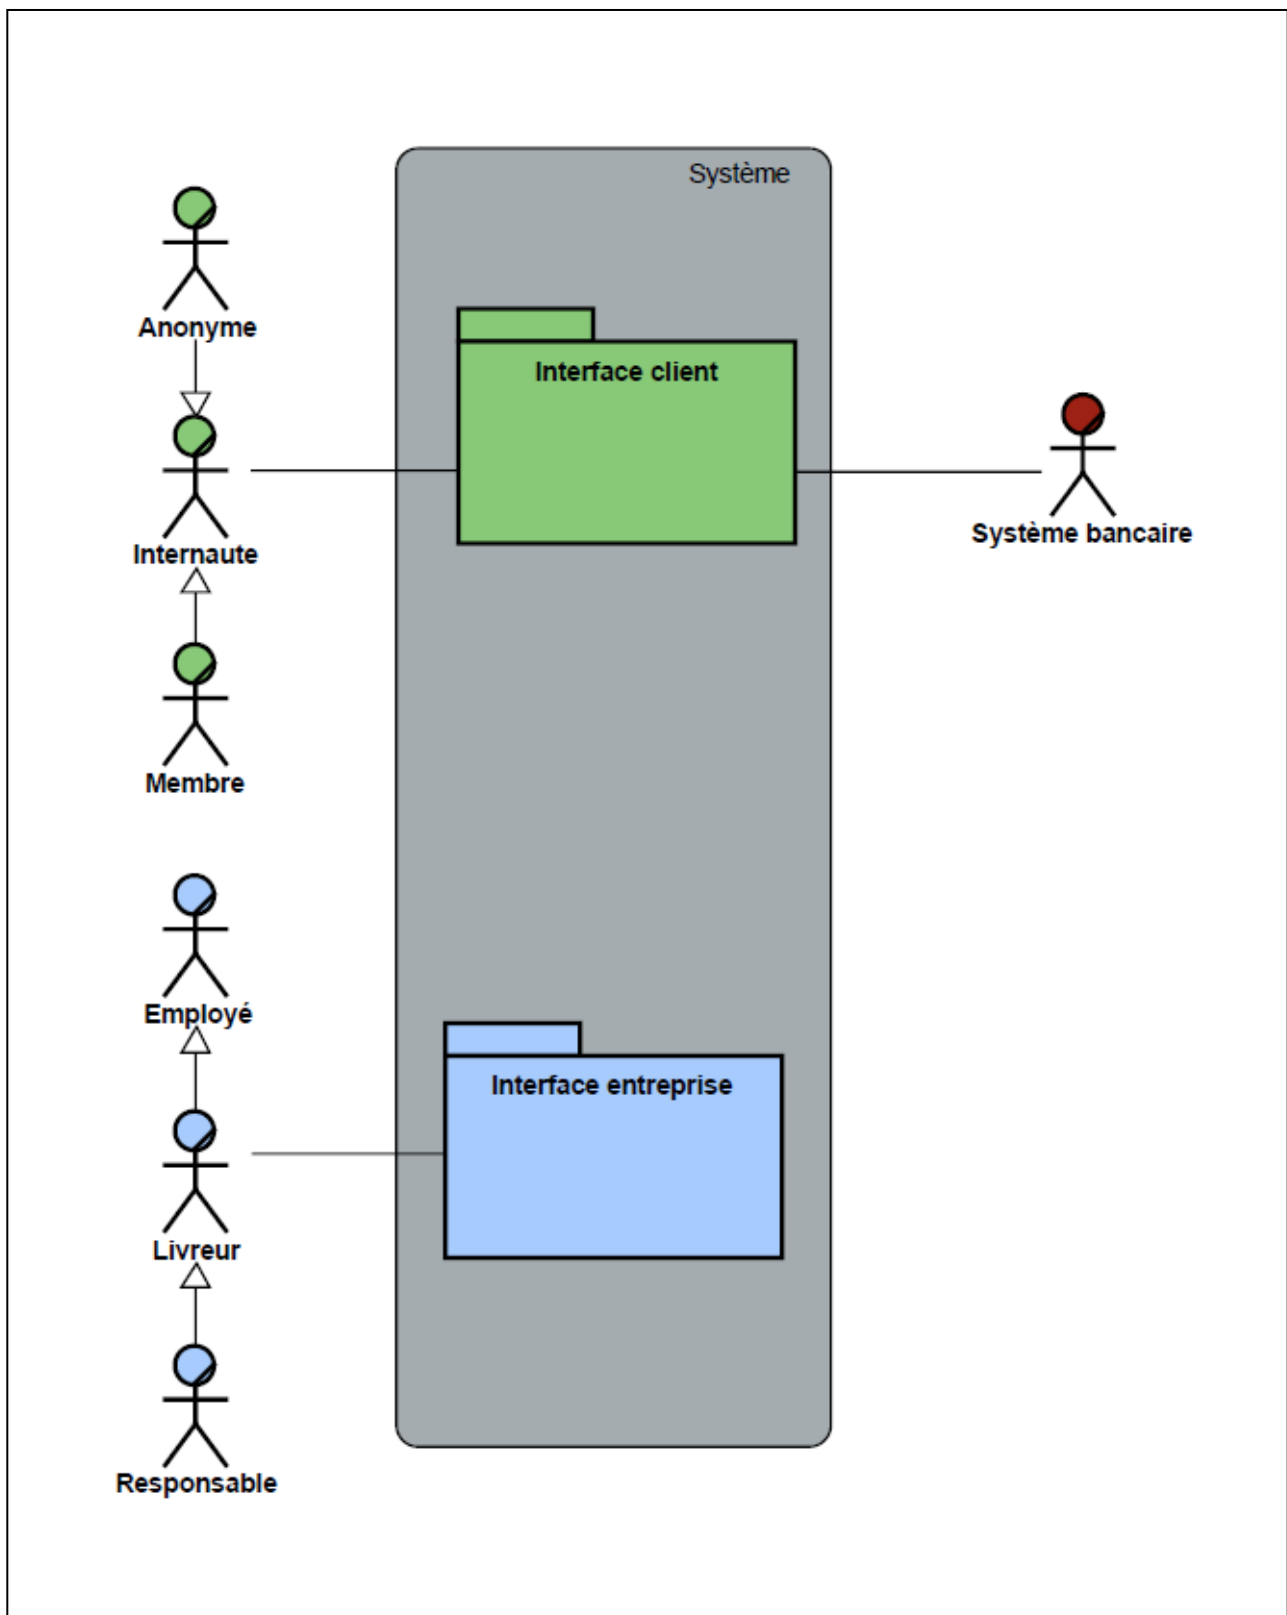 Système
Anonyme
Interface client
Internaute
Système bancaire
Membre
Employé
Interface entreprise
Livreur
Responsable